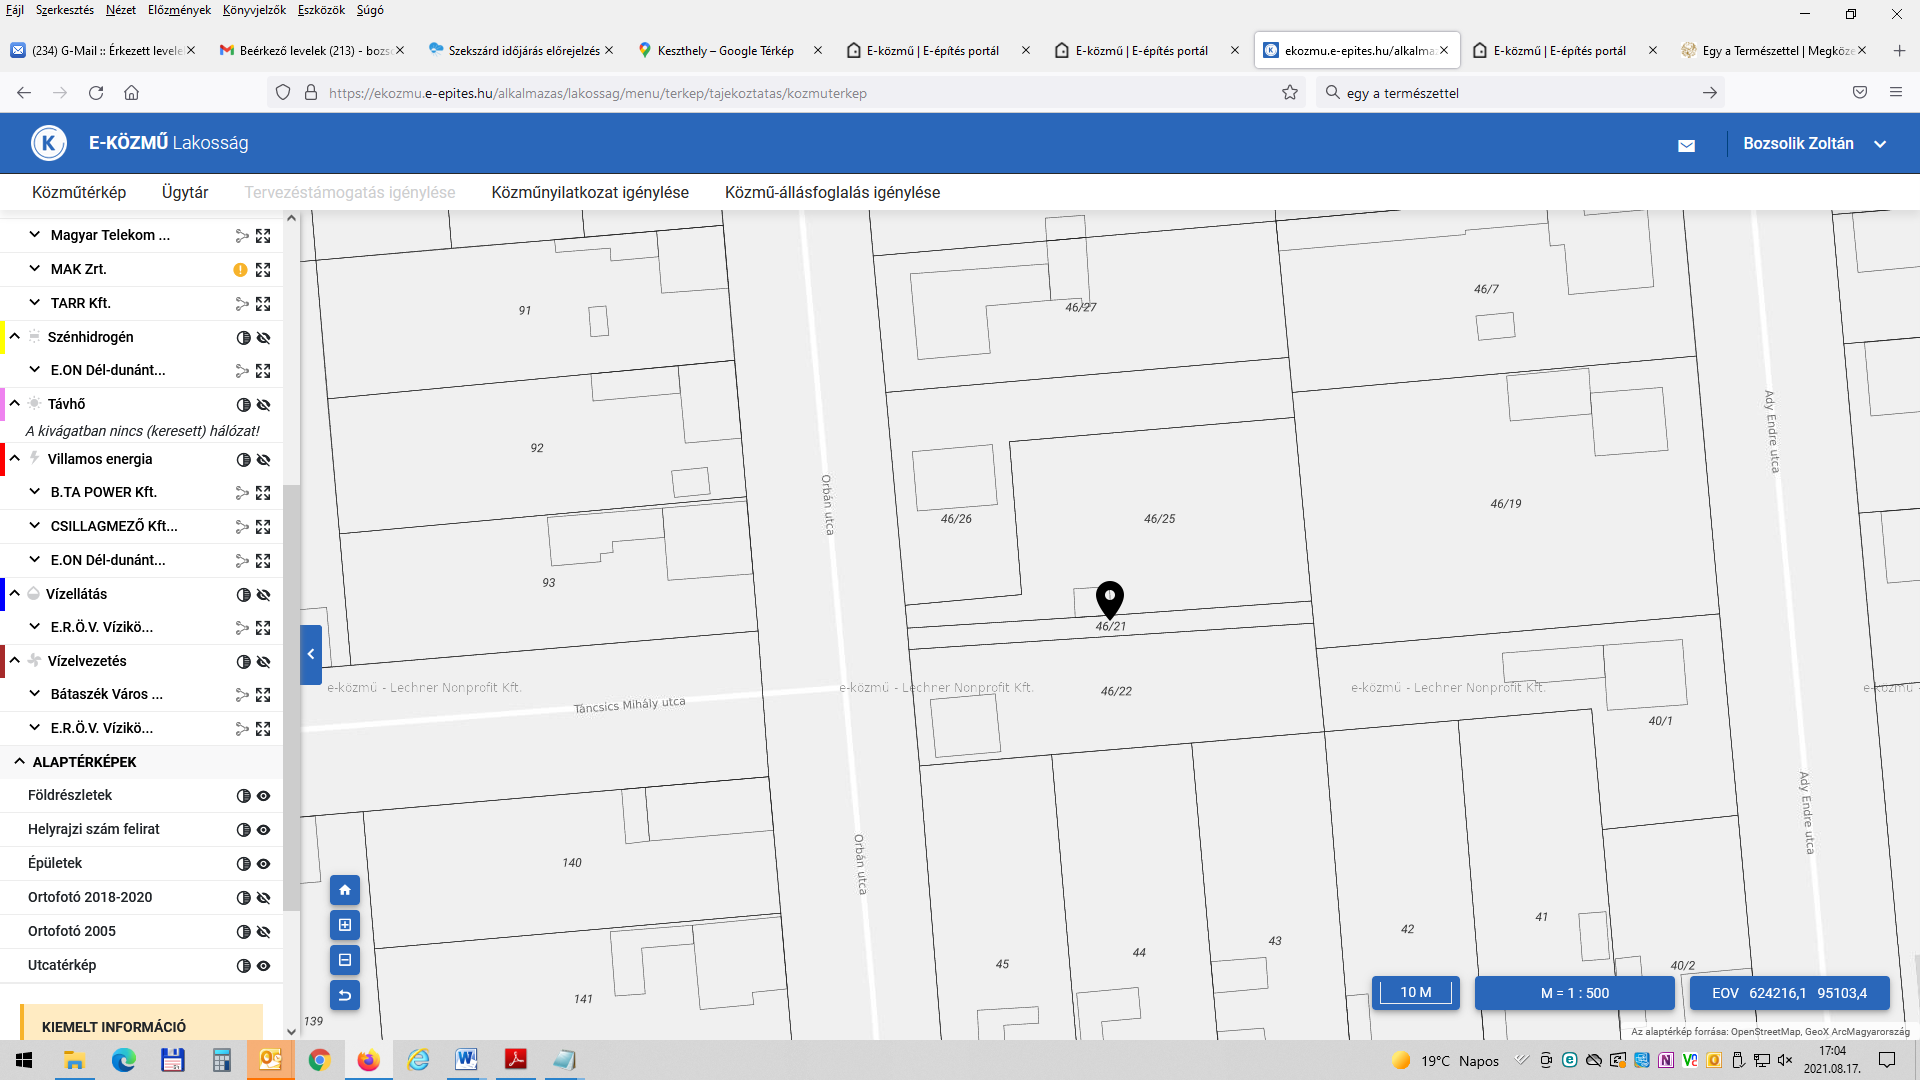 Fájl Szerkesztés Nézet Előzmények Könyvjelzők Eszközök Súgó
(234) G-Mail :: Érkezett levele
Beérkező levelek (213) - bozs
Szekszárd időjárás előrejelzés
Keszthely – Google Térkép
E-közmű | E-építés portál
E-közmű | E-építés portál
ekozmu.e-epites.hu/alkalma
E-közmű | E-építés portál
Egy a Természettel | Megköze
https://ekozmu.e-epites.hu/alkalmazas/lakossag/menu/terkep/tajekoztatas/kozmuterkep
egy a természettel
K
E-KÖZMŰ Lakosság
Bozsolik Zoltán
Közműtérkép Ügytár Tervezéstámogatás igénylése Közműnyilatkozat igénylése Közmű-állásfoglalás igénylése
Magyar Telekom ...
MAK Zrt.
TARR Kft.
Szénhidrogén
E.ON Dél-dunánt...
Távhő
A kivágatban nincs (keresett) hálózat!
Villamos energia
B.TA POWER Kft.
CSILLAGMEZŐ Kft...
E.ON Dél-dunánt...
Vízellátás
E.R.Ö.V. Vízikö...
Vízelvezetés
Bátaszék Város ...
E.R.Ö.V. Vízikö...
ALAPTÉRKÉPEK
Földrészletek
Helyrajzi szám felirat
Épületek
Ortofotó 2018-2020
Ortofotó 2005
Utcatérkép
KIEMELT INFORMÁCIÓ
91
46/27
46/7
92
Orbán utca
Ady Endre utca
46/26
46/25
46/19
93
46/21
e-közmű - Lechner Nonprofit Kft.
e-közmű - Lechner Nonprofit Kft.
e-közmű - Lechner Nonprofit Kft.
e-közmű -
46/22
Táncsics Mihály utca
40/1
Orbán utca
Ady Endre utca
140
45
44
43
42
41
40/2
141
139
10 M
M = 1 : 500
EOV 624216,1 95103,4
Az alaptérkép forrása: OpenStreetMap, GeoX ArcMagyarország
19°C Napos
17:04
2021.08.17.